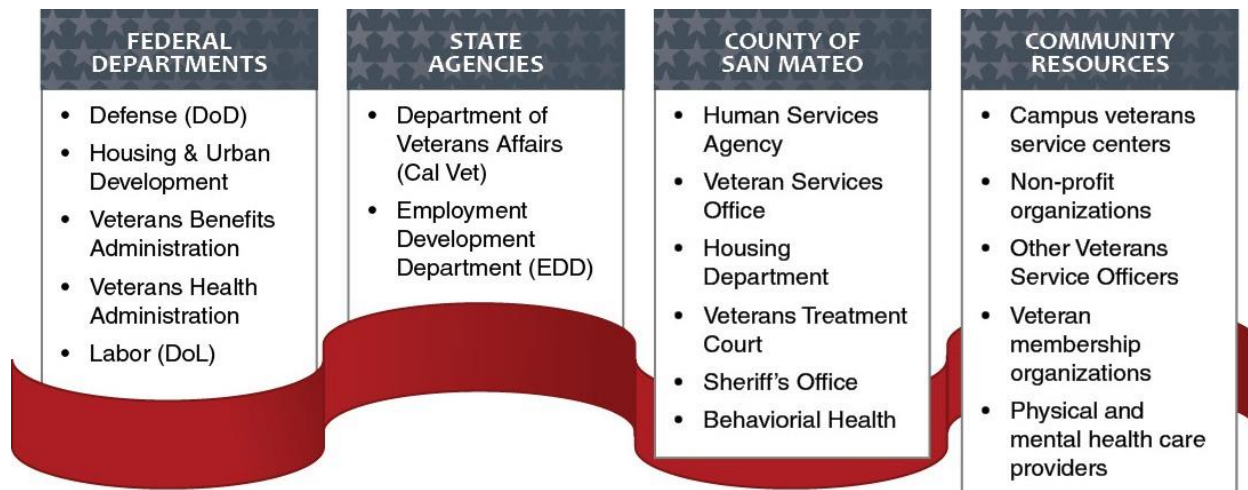 FEDERAL
DEPARTMENTS
• Defense (DoD)
• Housing & Urban
Development
• Veterans Benefits
Administration
• Veterans Health
Administration
• Labor (DoL)
STATE
AGENCIES
• Department of
Veterans Affairs
(Cal Vet)
• Employment
Development
Department (EDD)
COUNTY OF
SAN MATEO
• Human Services
Agency
• Veteran Services
Office
• Housing
Department
• Veterans Treatment
Court
• Sheriff’s Office
• Behaviorial Health
COMMUNITY
RESOURCES
• Campus veterans
service centers
• Non-profit
organizations
• Other Veterans
Service Officers
• Veteran
membership
organizations
• Physical and
mental health care
providers